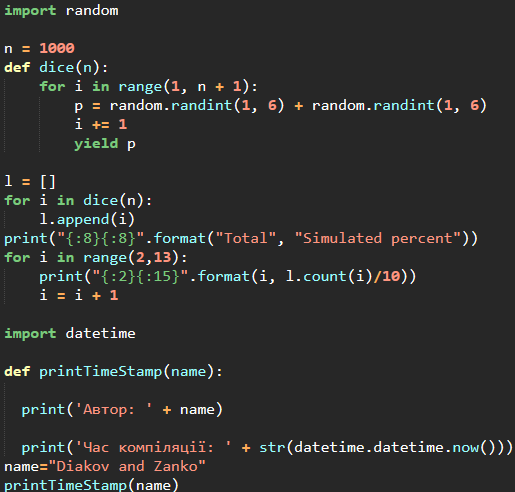 import random

n = 1000
def dice(n):
    for i in range(1, n + 1):
        p = random.randint(1, 6) + random.randint(1, 6)
        i += 1
        yield p

l = []
for i in dice(n):
    l.append(i)
print("{:8}{:8}".format("Total", "Simulated percent"))
for i in range(2,13):
    print("{:2}{:15}".format(i, l.count(i)/10))
    i = i + 1

import datetime

def printTimeStamp(name):

  print('Автор: ' + name)

  print('Час компіляції: ' + str(datetime.datetime.now()))
name="Diakov and Zanko"
printTimeStamp(name)